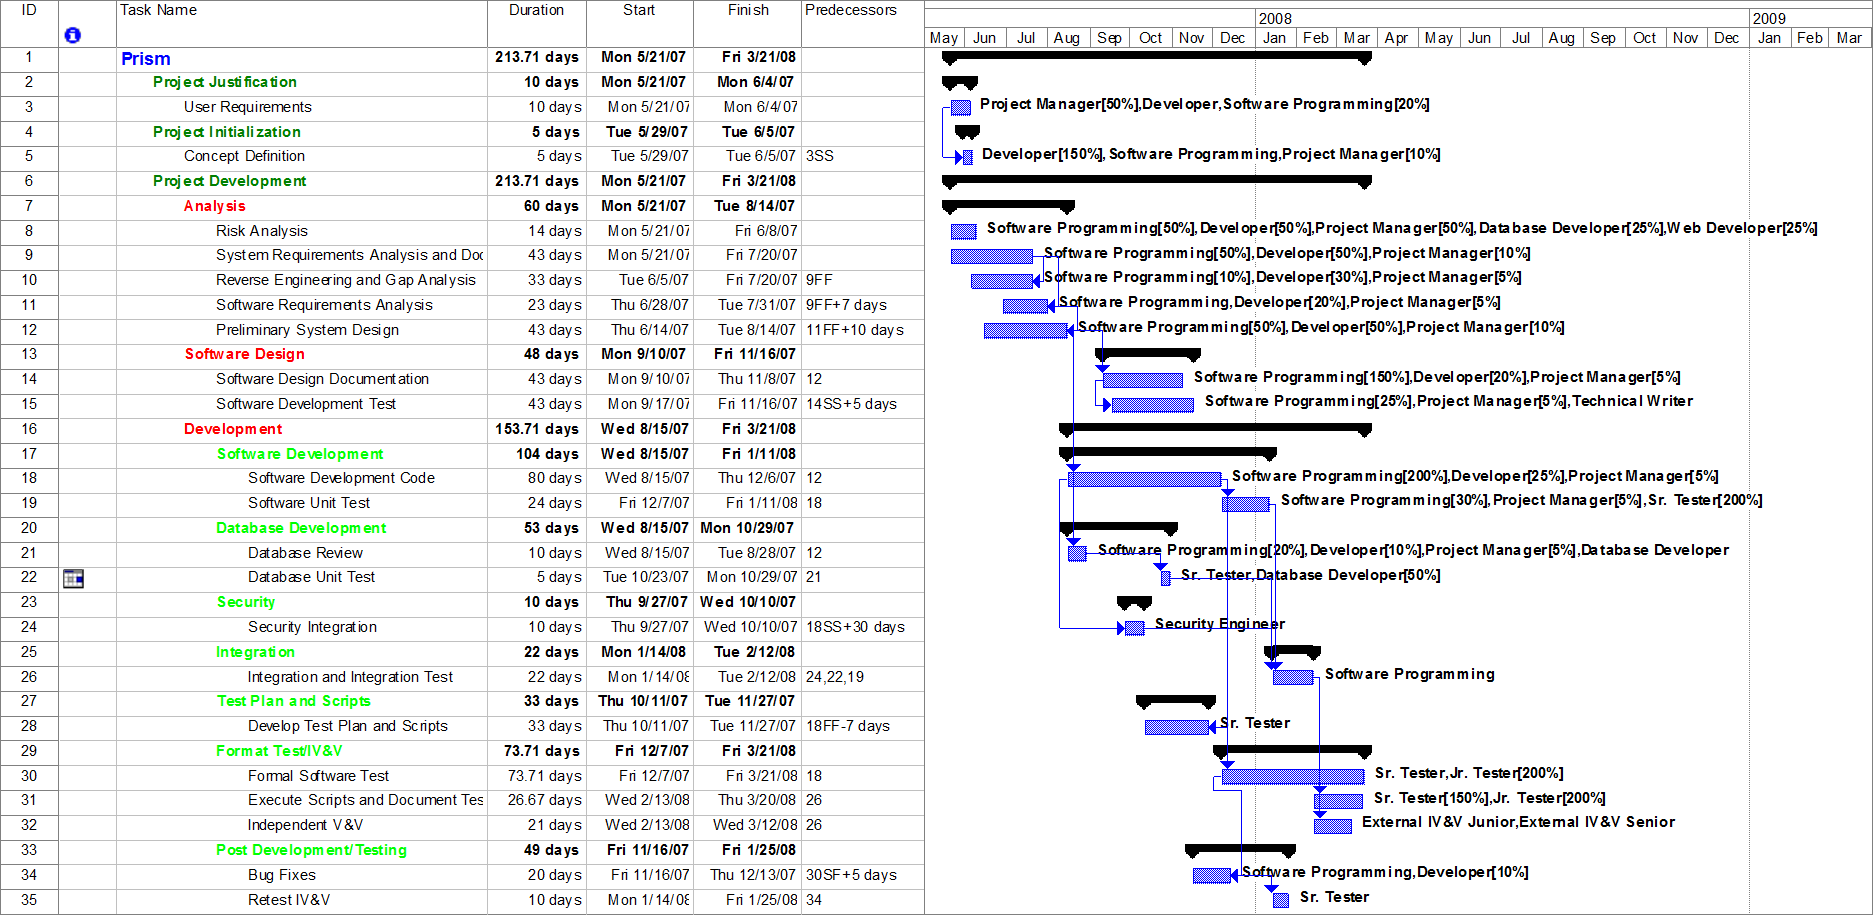 ID Task Name Duration Start Finish Predecessors
2008 2009
May Jun Jul Aug Sep Oct Nov Dec Jan Feb Mar Apr May Jun Jul Aug Sep Oct Nov Dec Jan Feb Mar
1 Prism 213.71 days Mon 5/21/07 Fri 3/21/08
2 Project Justification 10 days Mon 5/21/07 Mon 6/4/07
3 User Requirements 10 days Mon 5/21/07 Mon 6/4/07 Project Manager[50%],Developer,Software Programming[20%]
4 Project Initialization 5 days Tue 5/29/07 Tue 6/5/07
5 Concept Definition 5 days Tue 5/29/07 Tue 6/5/07 3SS Developer[150%],Software Programming,Project Manager[10%]
6 Project Development 213.71 days Mon 5/21/07 Fri 3/21/08
7 Analysis 60 days Mon 5/21/07 Tue 8/14/07
8 Risk Analysis 14 days Mon 5/21/07 Fri 6/8/07 Software Programming[50%],Developer[50%],Project Manager[50%],Database Developer[25%],Web Developer[25%]
9 System Requirements Analysis and Doc 43 days Mon 5/21/07 Fri 7/20/07 Software Programming[50%],Developer[50%],Project Manager[10%]
10 Reverse Engineering and Gap Analysis 33 days Tue 6/5/07 Fri 7/20/07 9FF Software Programming[10%],Developer[30%],Project Manager[5%]
11 Software Requirements Analysis 23 days Thu 6/28/07 Tue 7/31/07 9FF+7 days Software Programming,Developer[20%],Project Manager[5%]
12 Preliminary System Design 43 days Thu 6/14/07 Tue 8/14/07 11FF+10 days Software Programming[50%],Developer[50%],Project Manager[10%]
13 Software Design 48 days Mon 9/10/07 Fri 11/16/07
14 Software Design Documentation 43 days Mon 9/10/07 Thu 11/8/07 12 Software Programming[150%],Developer[20%],Project Manager[5%]
15 Software Development Test 43 days Mon 9/17/07 Fri 11/16/07 14SS+5 days Software Programming[25%],Project Manager[5%],Technical Writer
16 Development 153.71 days Wed 8/15/07 Fri 3/21/08
17 Software Development 104 days Wed 8/15/07 Fri 1/11/08
18 Software Development Code 80 days Wed 8/15/07 Thu 12/6/07 12 Software Programming[200%],Developer[25%],Project Manager[5%]
19 Software Unit Test 24 days Fri 12/7/07 Fri 1/11/08 18 Software Programming[30%],Project Manager[5%],Sr. Tester[200%]
20 Database Development 53 days Wed 8/15/07 Mon 10/29/07
21 Database Review 10 days Wed 8/15/07 Tue 8/28/07 12 Software Programming[20%],Developer[10%],Project Manager[5%],Database Developer
22 Database Unit Test 5 days Tue 10/23/07 Mon 10/29/07 21 Sr. Tester,Database Developer[50%]
23 Security 10 days Thu 9/27/07 Wed 10/10/07
24 Security Integration 10 days Thu 9/27/07 Wed 10/10/07 18SS+30 days Security Engineer
25 Integration 22 days Mon 1/14/08 Tue 2/12/08
26 Integration and Integration Test 22 days Mon 1/14/08 Tue 2/12/08 24,22,19 Software Programming
27 Test Plan and Scripts 33 days Thu 10/11/07 Tue 11/27/07
28 Develop Test Plan and Scripts 33 days Thu 10/11/07 Tue 11/27/07 18FF-7 days Sr. Tester
29 Format Test/IV&V 73.71 days Fri 12/7/07 Fri 3/21/08
30 Formal Software Test 73.71 days Fri 12/7/07 Fri 3/21/08 18 Sr. Tester,Jr. Tester[200%]
31 Execute Scripts and Document Tes 26.67 days Wed 2/13/08 Thu 3/20/08 26 Sr. Tester[150%],Jr. Tester[200%]
32 Independent V&V 21 days Wed 2/13/08 Wed 3/12/08 26 External IV&V Junior,External IV&V Senior
33 Post Development/Testing 49 days Fri 11/16/07 Fri 1/25/08
34 Bug Fixes 20 days Fri 11/16/07 Thu 12/13/07 30SF+5 days Software Programming,Developer[10%]
35 Retest IV&V 10 days Mon 1/14/08 Fri 1/25/08 34 Sr. Tester